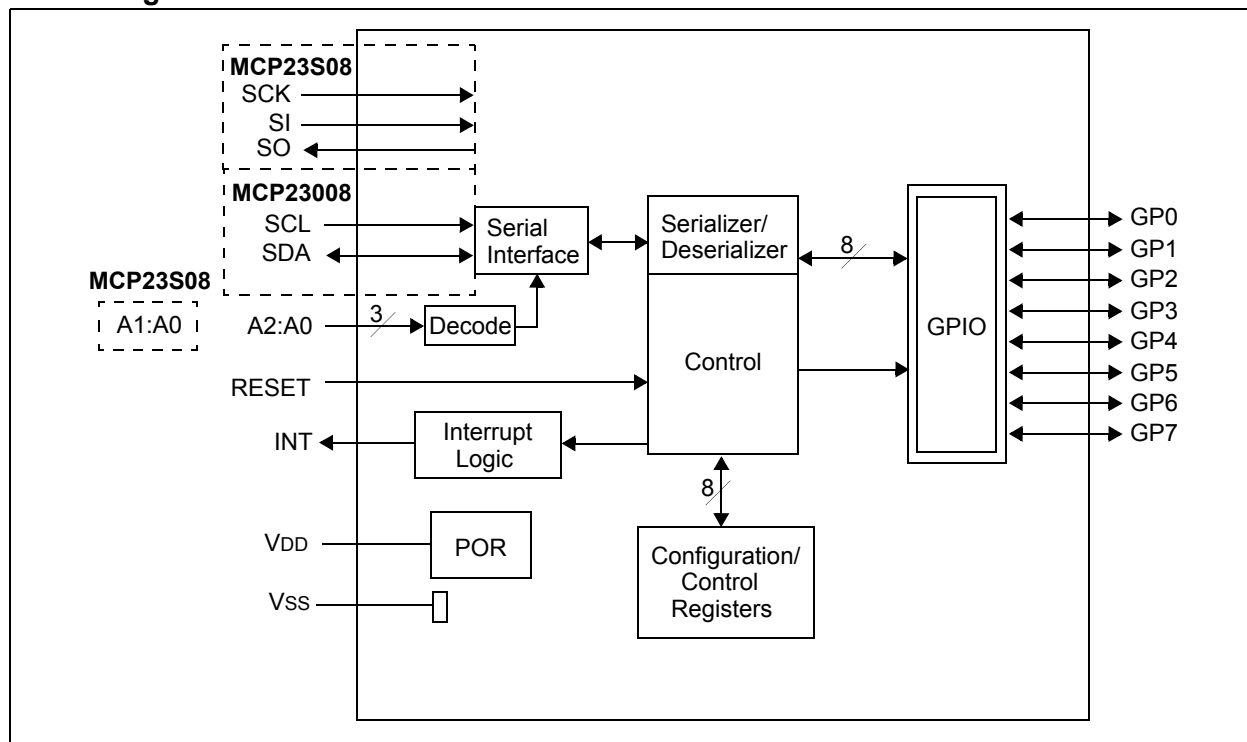 MCP23S08
SCK
SI
SO
MCP23008
SCL
SDA
MCP23S08
A1:A0
A2:A0
3
Decode
Serial
Interface
Serializer/
Deserializer
8
Control
GPIO
GP0
GP1
GP2
GP3
GP4
GP5
GP6
GP7
RESET
INT
Interrupt
Logic
8
VDD
POR
VSS
Configuration/
Control
Registers